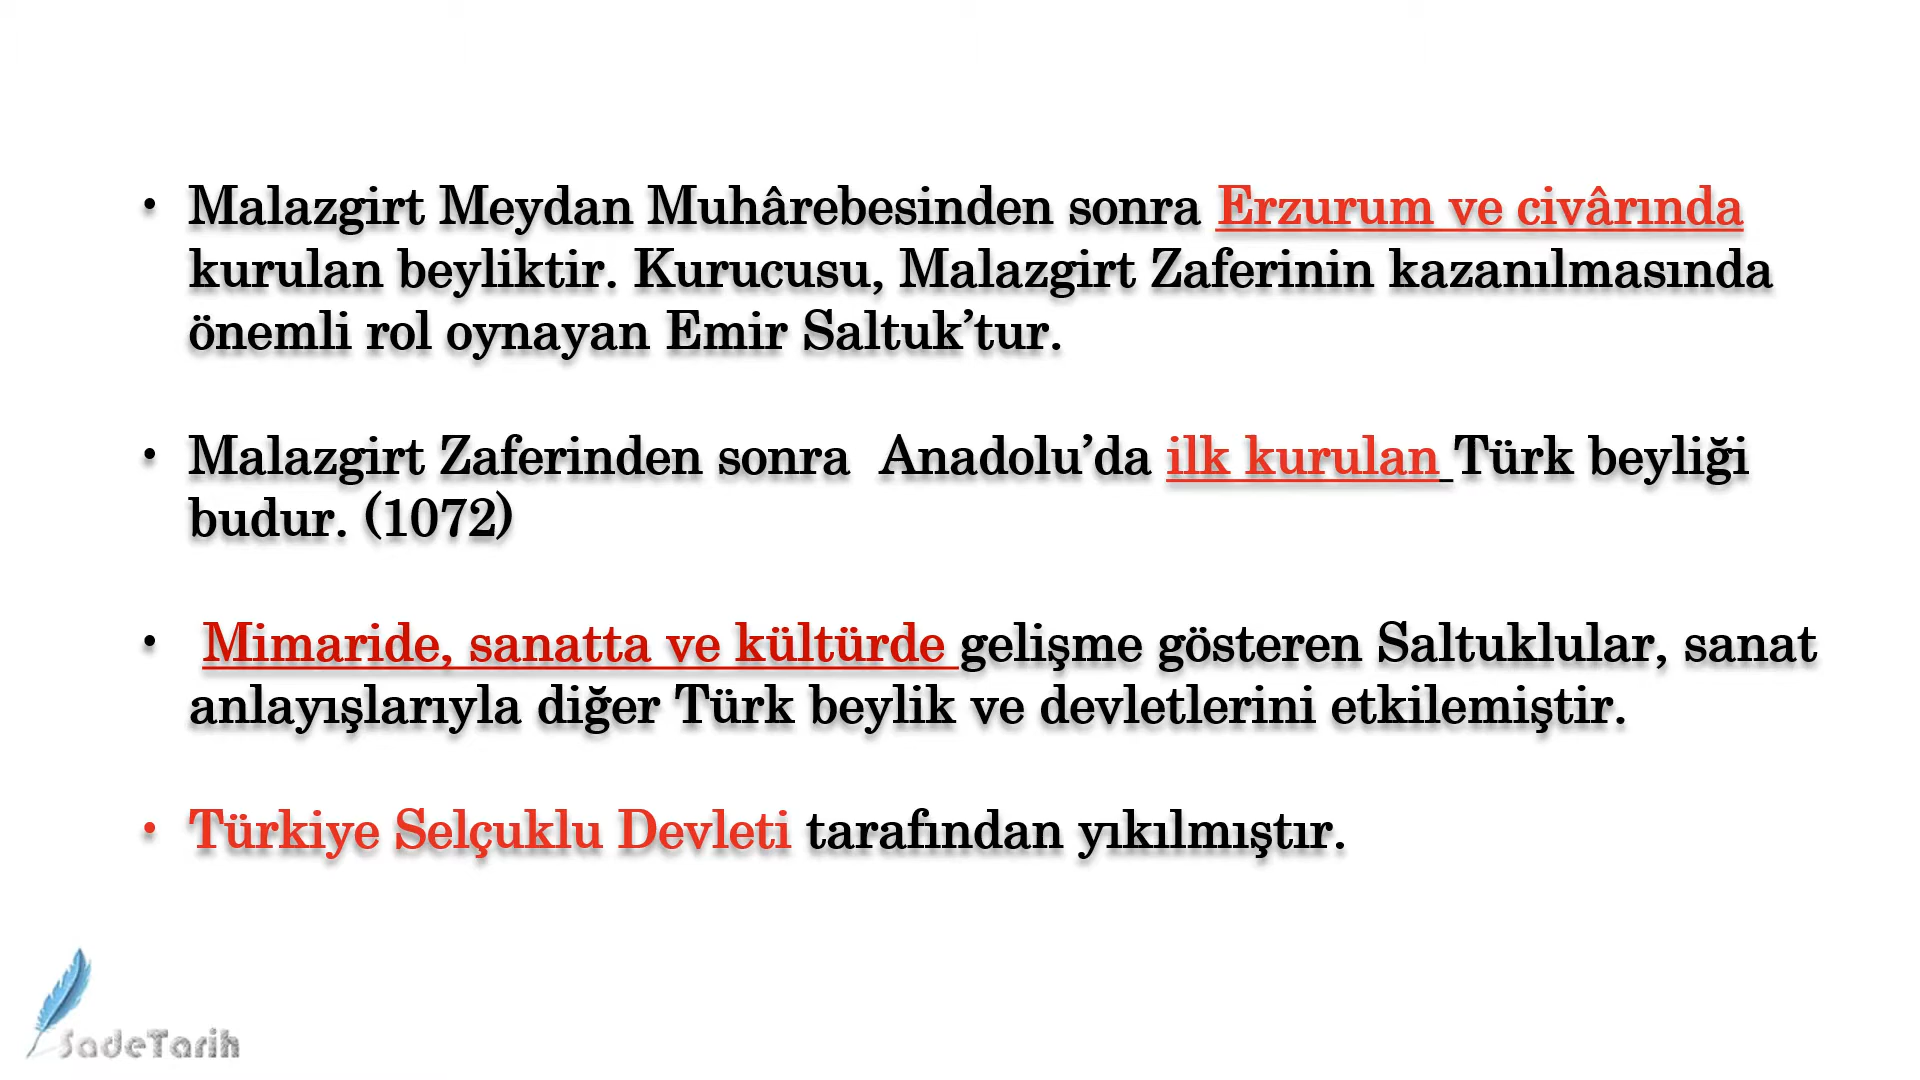 • Malazgirt Meydan Muhârebesinden sonra Erzurum ve civârında
kurulan beyliktir. Kurucusu, Malazgirt Zaferinin kazanılmasında
önemli rol oynayan Emir Saltuk’tur.
• Malazgirt Zaferinden sonra  Anadolu’da ilk kurulan Türk beyliği
budur. (1072)
• Mimaride, sanatta ve kültürde gelişme gösteren Saltuklular, sanat
anlayışlarıyla diğer Türk beylik ve devletlerini etkilemiştir.
• Türkiye Selçuklu Devleti tarafından yıkılmıştır.
SadeTarih